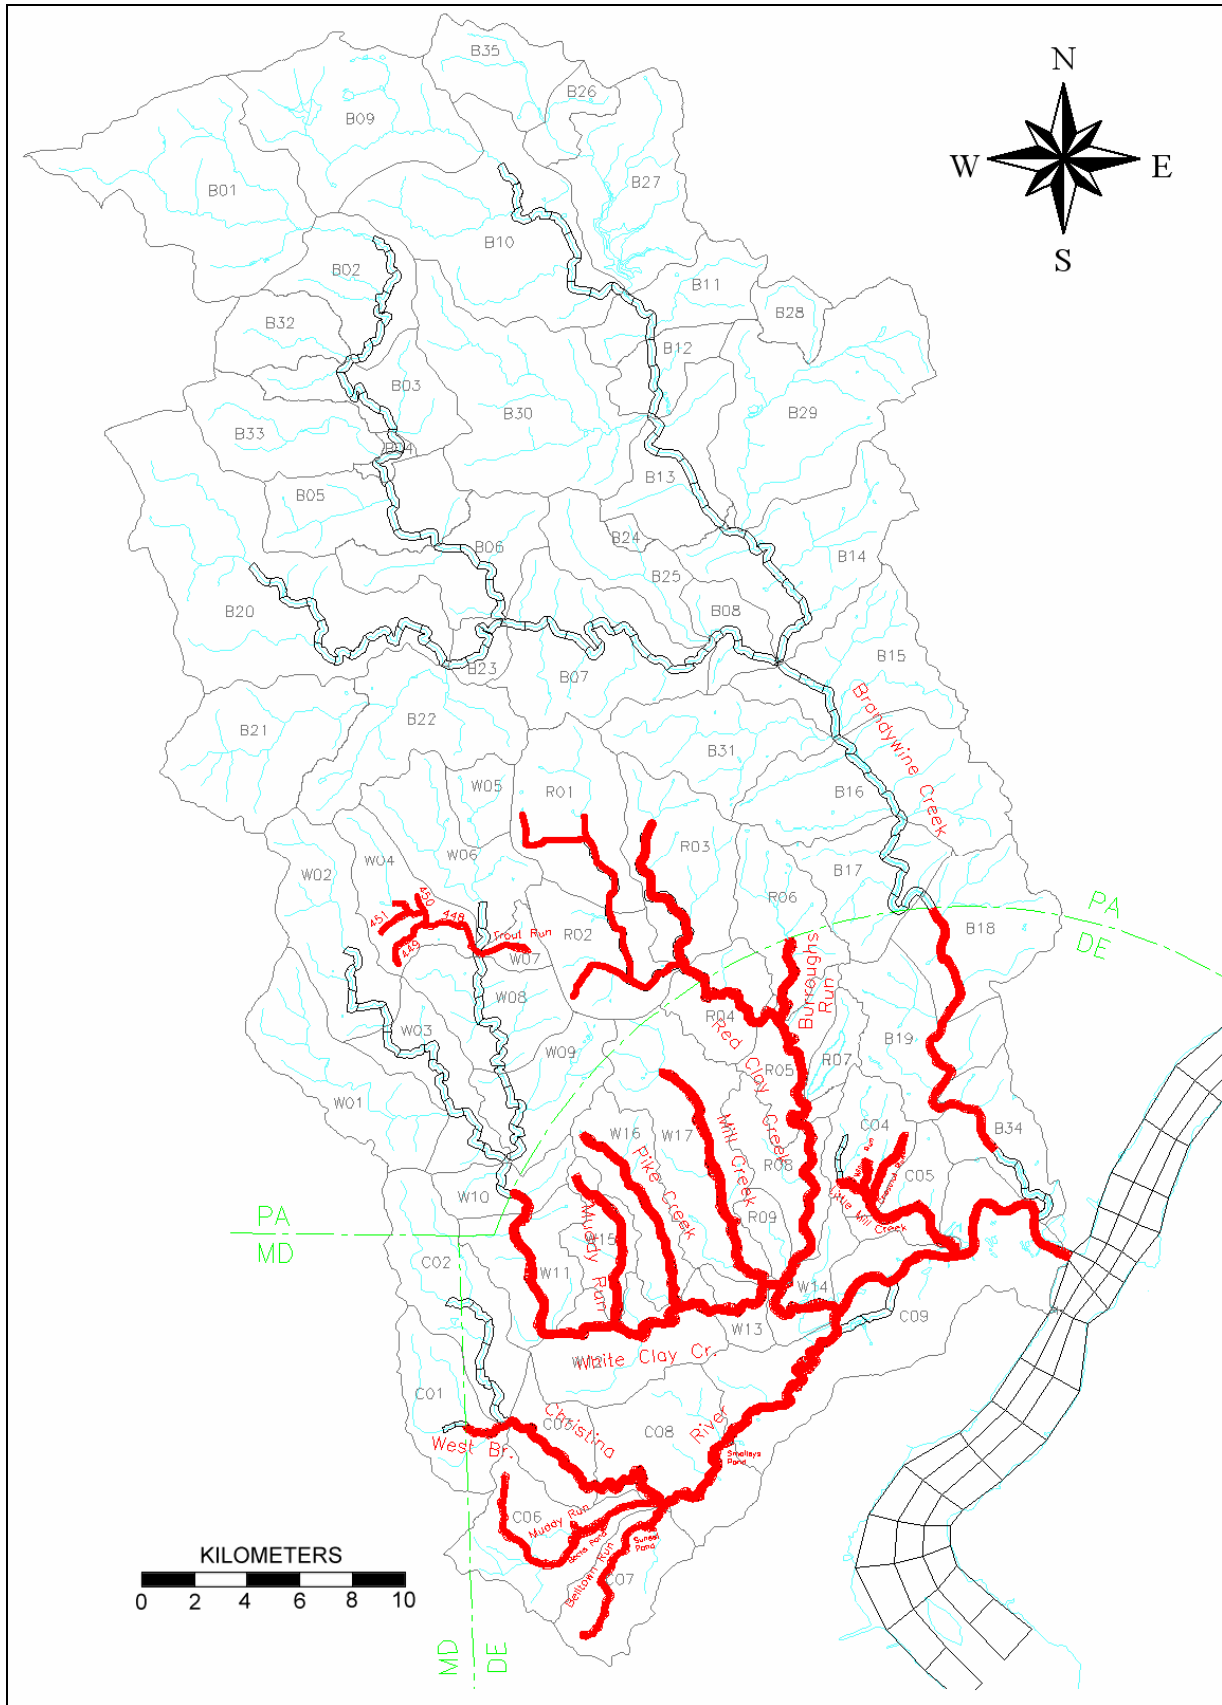 B35
N
B26
B09
W
E
B27
B01
B10
S
B02
B11
B28
B32
B12
B03
B30
B29
B33
B04
B13
B05
B24
B06
B14
B25
B20
B08
B15
B23
B07
Brandywine Creek
B22
B21
B31
W05
R01
B16
R03
W06
W04
W02
B17
R06
450
451
448
PA
DE
B18
Trout Run
R02
449
W07
Burroughs
Run
W08
R04
Red Clay Creek
W03
B19
W09
R05
R07
W01
C04
B34
W16
W17
Mill Creek
Pike Creek
R08
C05
Little Mill Creek
W10
Muddy Run
R09
PA
MD
W15
C02
W11
W14
C09
W13
W12
White Clay Cr.
C01
Christina
River
C03
C08
West Br.
Smalleys
Pond
C06
Muddy Run
Sunset
Pond
Belltown Run
C07
KILOMETERS
0 2 4 6 8 10
MD
DE